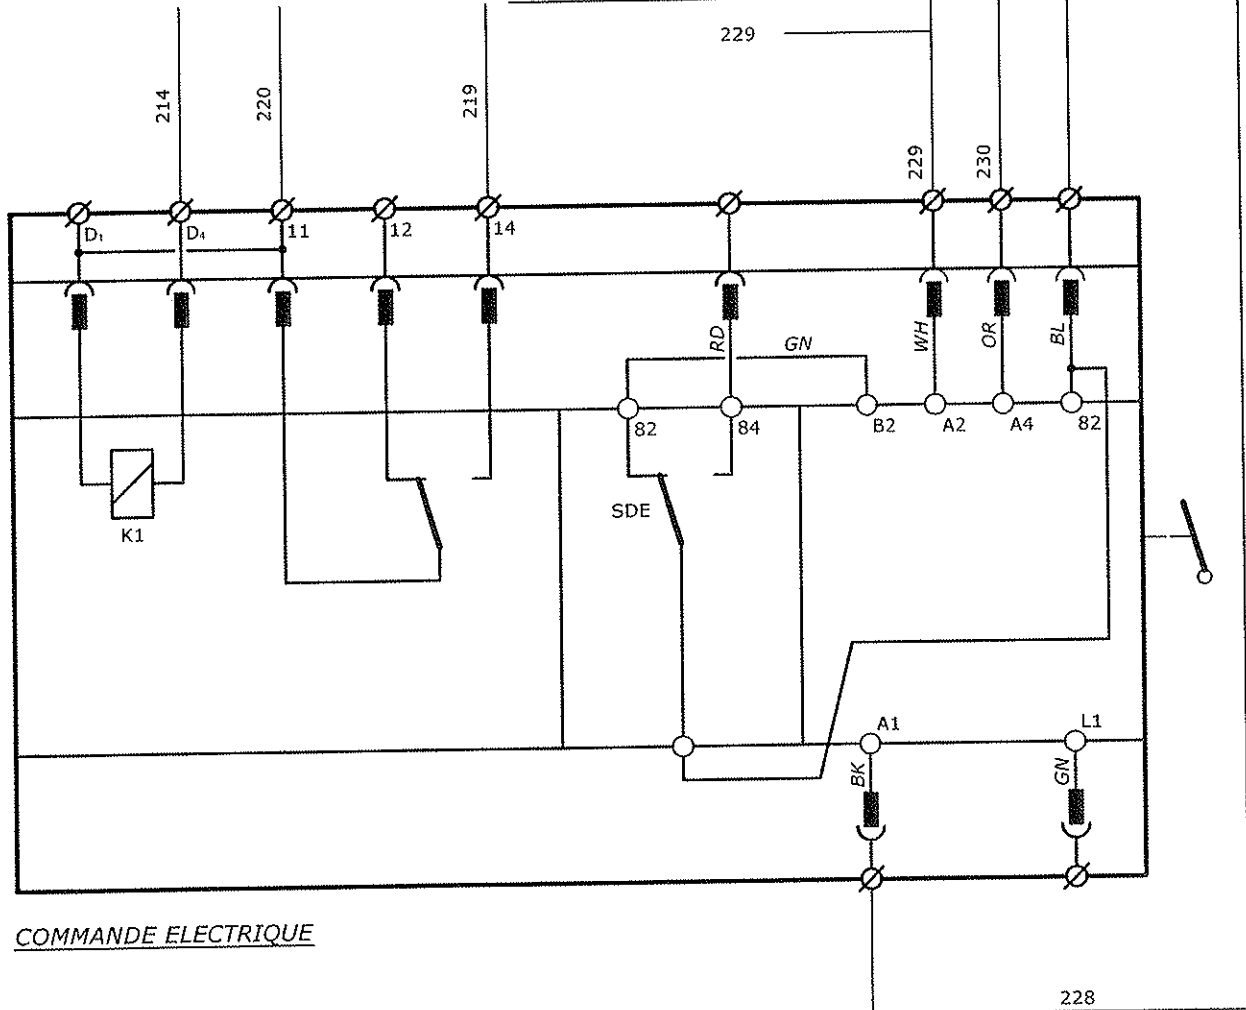 229
214
220
219
229
230
D₁
D₄
11
12
14
RD
GN
WH
OR
BL
82
84
B2
A2
A4
82
SDE
K1
A1
L1
BK
GN
COMMANDE ELECTRIQUE
228